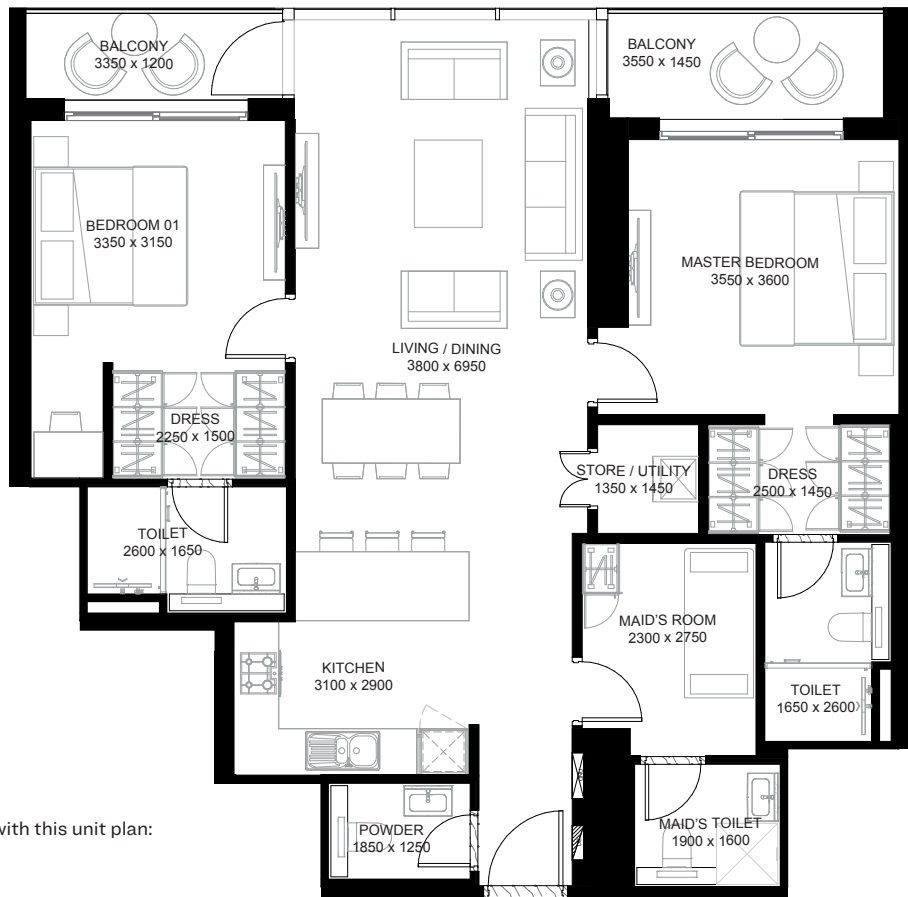 BALCONY
3350 x 1200
BALCONY
3550 x 1450
BEDROOM 01
3350 x 3150
MASTER BEDROOM
3550 x 3600
LIVING / DINING
3800 x 6950
DRESS
2250 x 1500
STORE / UTILITY
1350 x 1450
DRESS
2500 x 1450
TOILET
2600 x 1650
MAID'S ROOM
2300 x 2750
KITCHEN
3100 x 2900
TOILET
1650 x 2600
with this unit plan:
POWDER
1850 x 1250
MAID'S TOILET
1900 x 1600